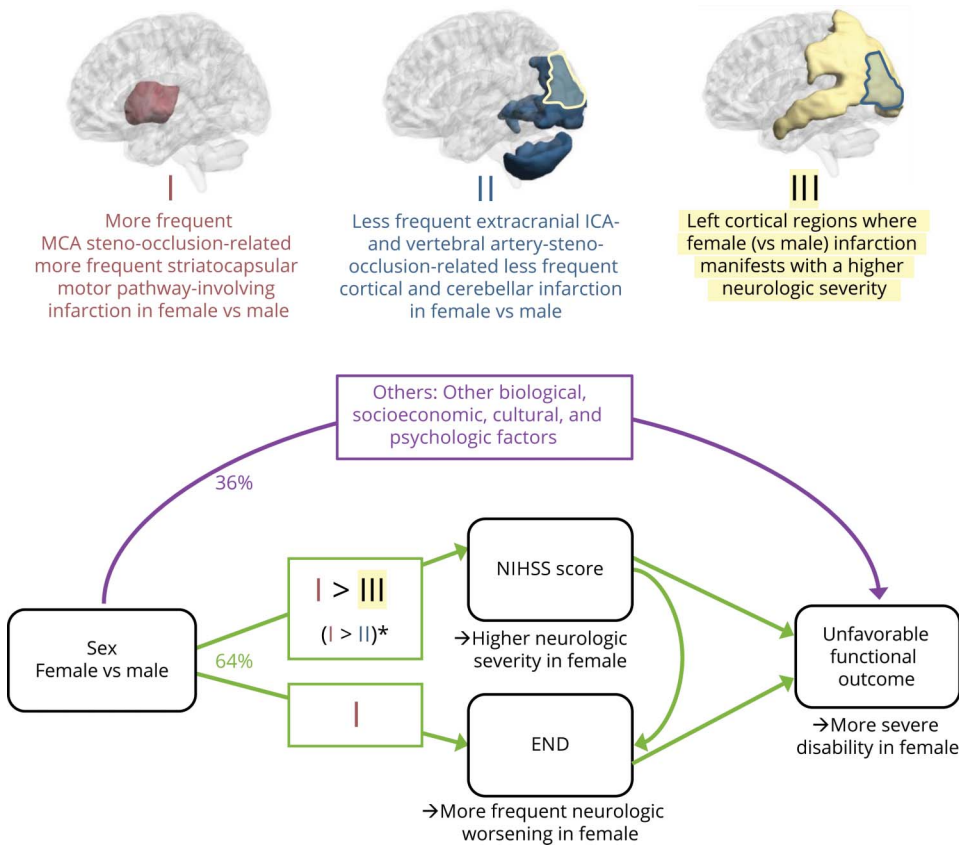 I
More frequent
MCA steno-occlusion-related
more frequent striatocapsular
motor pathway-involving
infarction in female vs male
II
Less frequent extracranial ICA-
and vertebral artery-steno-
occlusion-related less frequent
cortical and cerebellar infarction
in female vs male
III
Left cortical regions where
female (vs male) infarction
manifests with a higher
neurologic severity
Others: Other biological,
socioeconomic, cultural, and
psychologic factors
36%
Sex
Female vs male
64%
I > III
(I > II)*
I
NIHSS score
→Higher neurologic
severity in female
END
→More frequent neurologic
worsening in female
Unfavorable
functional
outcome
→More severe
disability in female